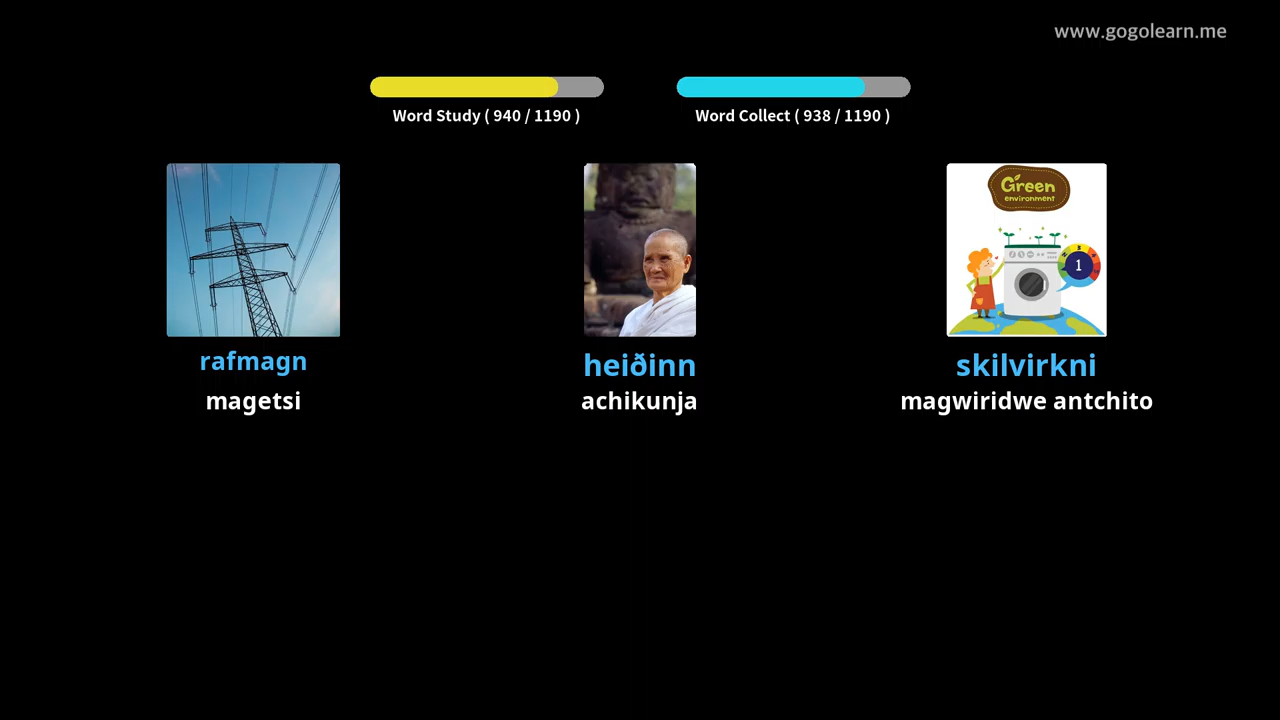 www.gogolearn.me
Word Study ( 940 / 1190 )
Word Collect ( 938 / 1190 )
Green
environment
1
rafmagn
heiðinn
skilvirkni
magetsi
achikunja
magwiridwe antchito